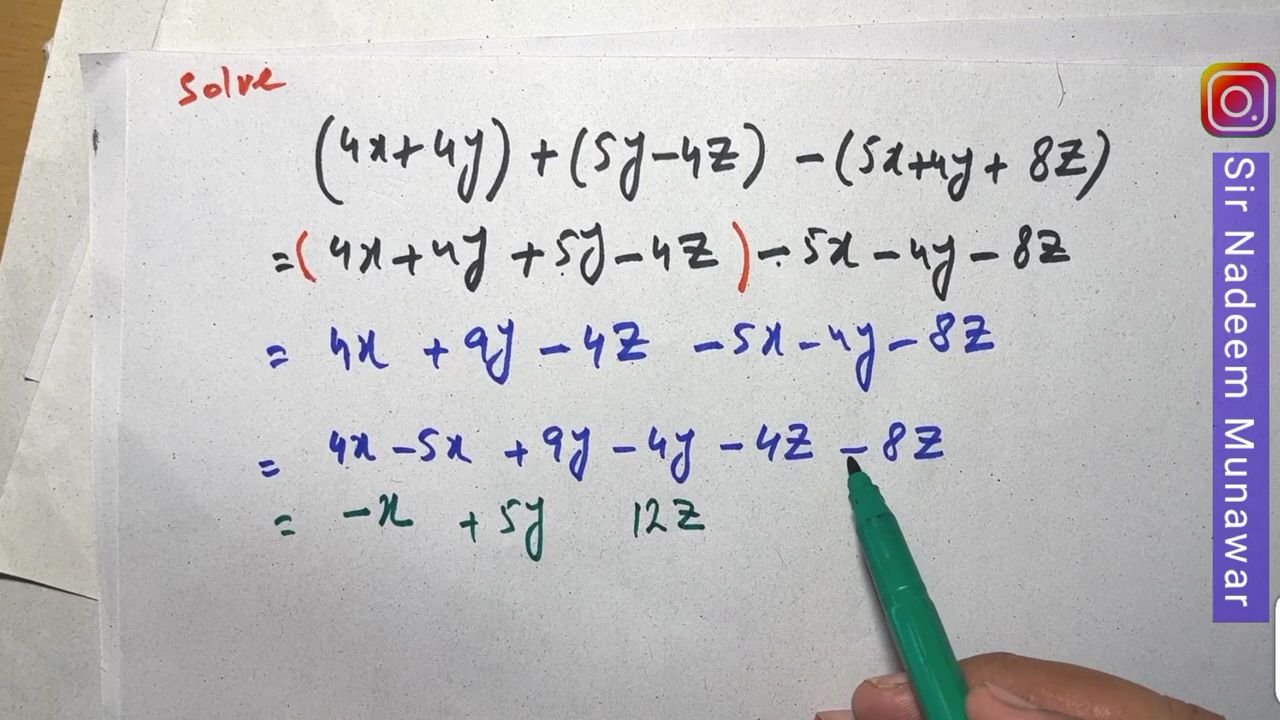 Solve
(4x+4y) + (5y-4z) - (5x+4y+8z)
= (4x+4y+5y-4z) - 5x - 4y - 8z
= 4x + 9y - 4z - 5x - 4y - 8z
= 4x - 5x + 9y - 4y - 4z - 8z
= -x + 5y 12z
Sir Nadeem Munawar